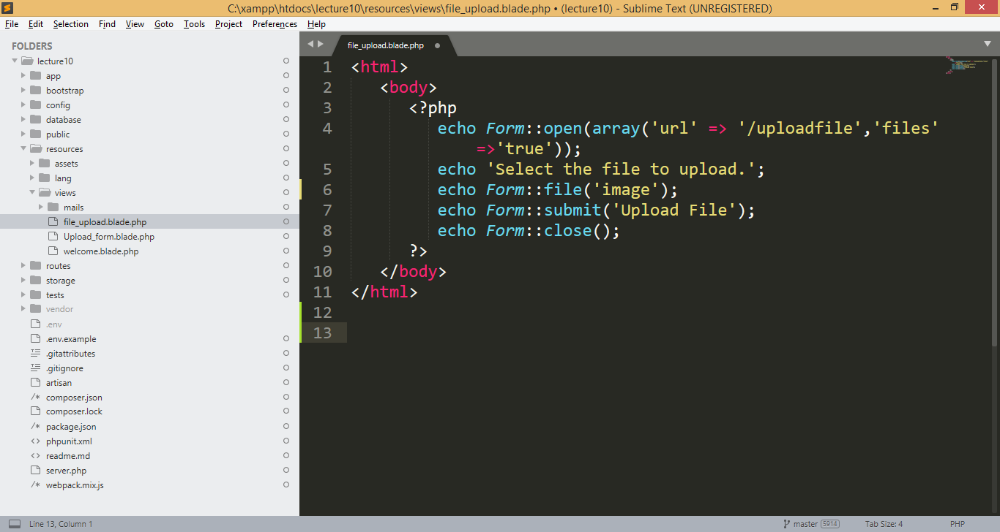 C:\xampp\htdocs\lecture10\resources\views\file_upload.blade.php • (lecture10) - Sublime Text (UNREGISTERED)
File Edit Selection Find View Goto Tools Project Preferences Help
FOLDERS
lecture10
app
bootstrap
config
database
public
resources
assets
lang
views
mails
file_upload.blade.php
Upload_form.blade.php
welcome.blade.php
routes
storage
tests
vendor
.env
.env.example
.gitattributes
.gitignore
artisan
/* composer.json
composer.lock
/* package.json
<> phpunit.xml
<> readme.md
server.php
/* webpack.mix.js
file_upload.blade.php
1 <html>
2 <body>
3 <?php
4 echo Form::open(array('url' => '/uploadfile','files'
=>'true'));
5 echo 'Select the file to upload.';
6 echo Form::file('image');
7 echo Form::submit('Upload File');
8 echo Form::close();
9 ?>
10 </body>
11 </html>
12
13
Line 13, Column 1
master 5914
Tab Size: 4
PHP